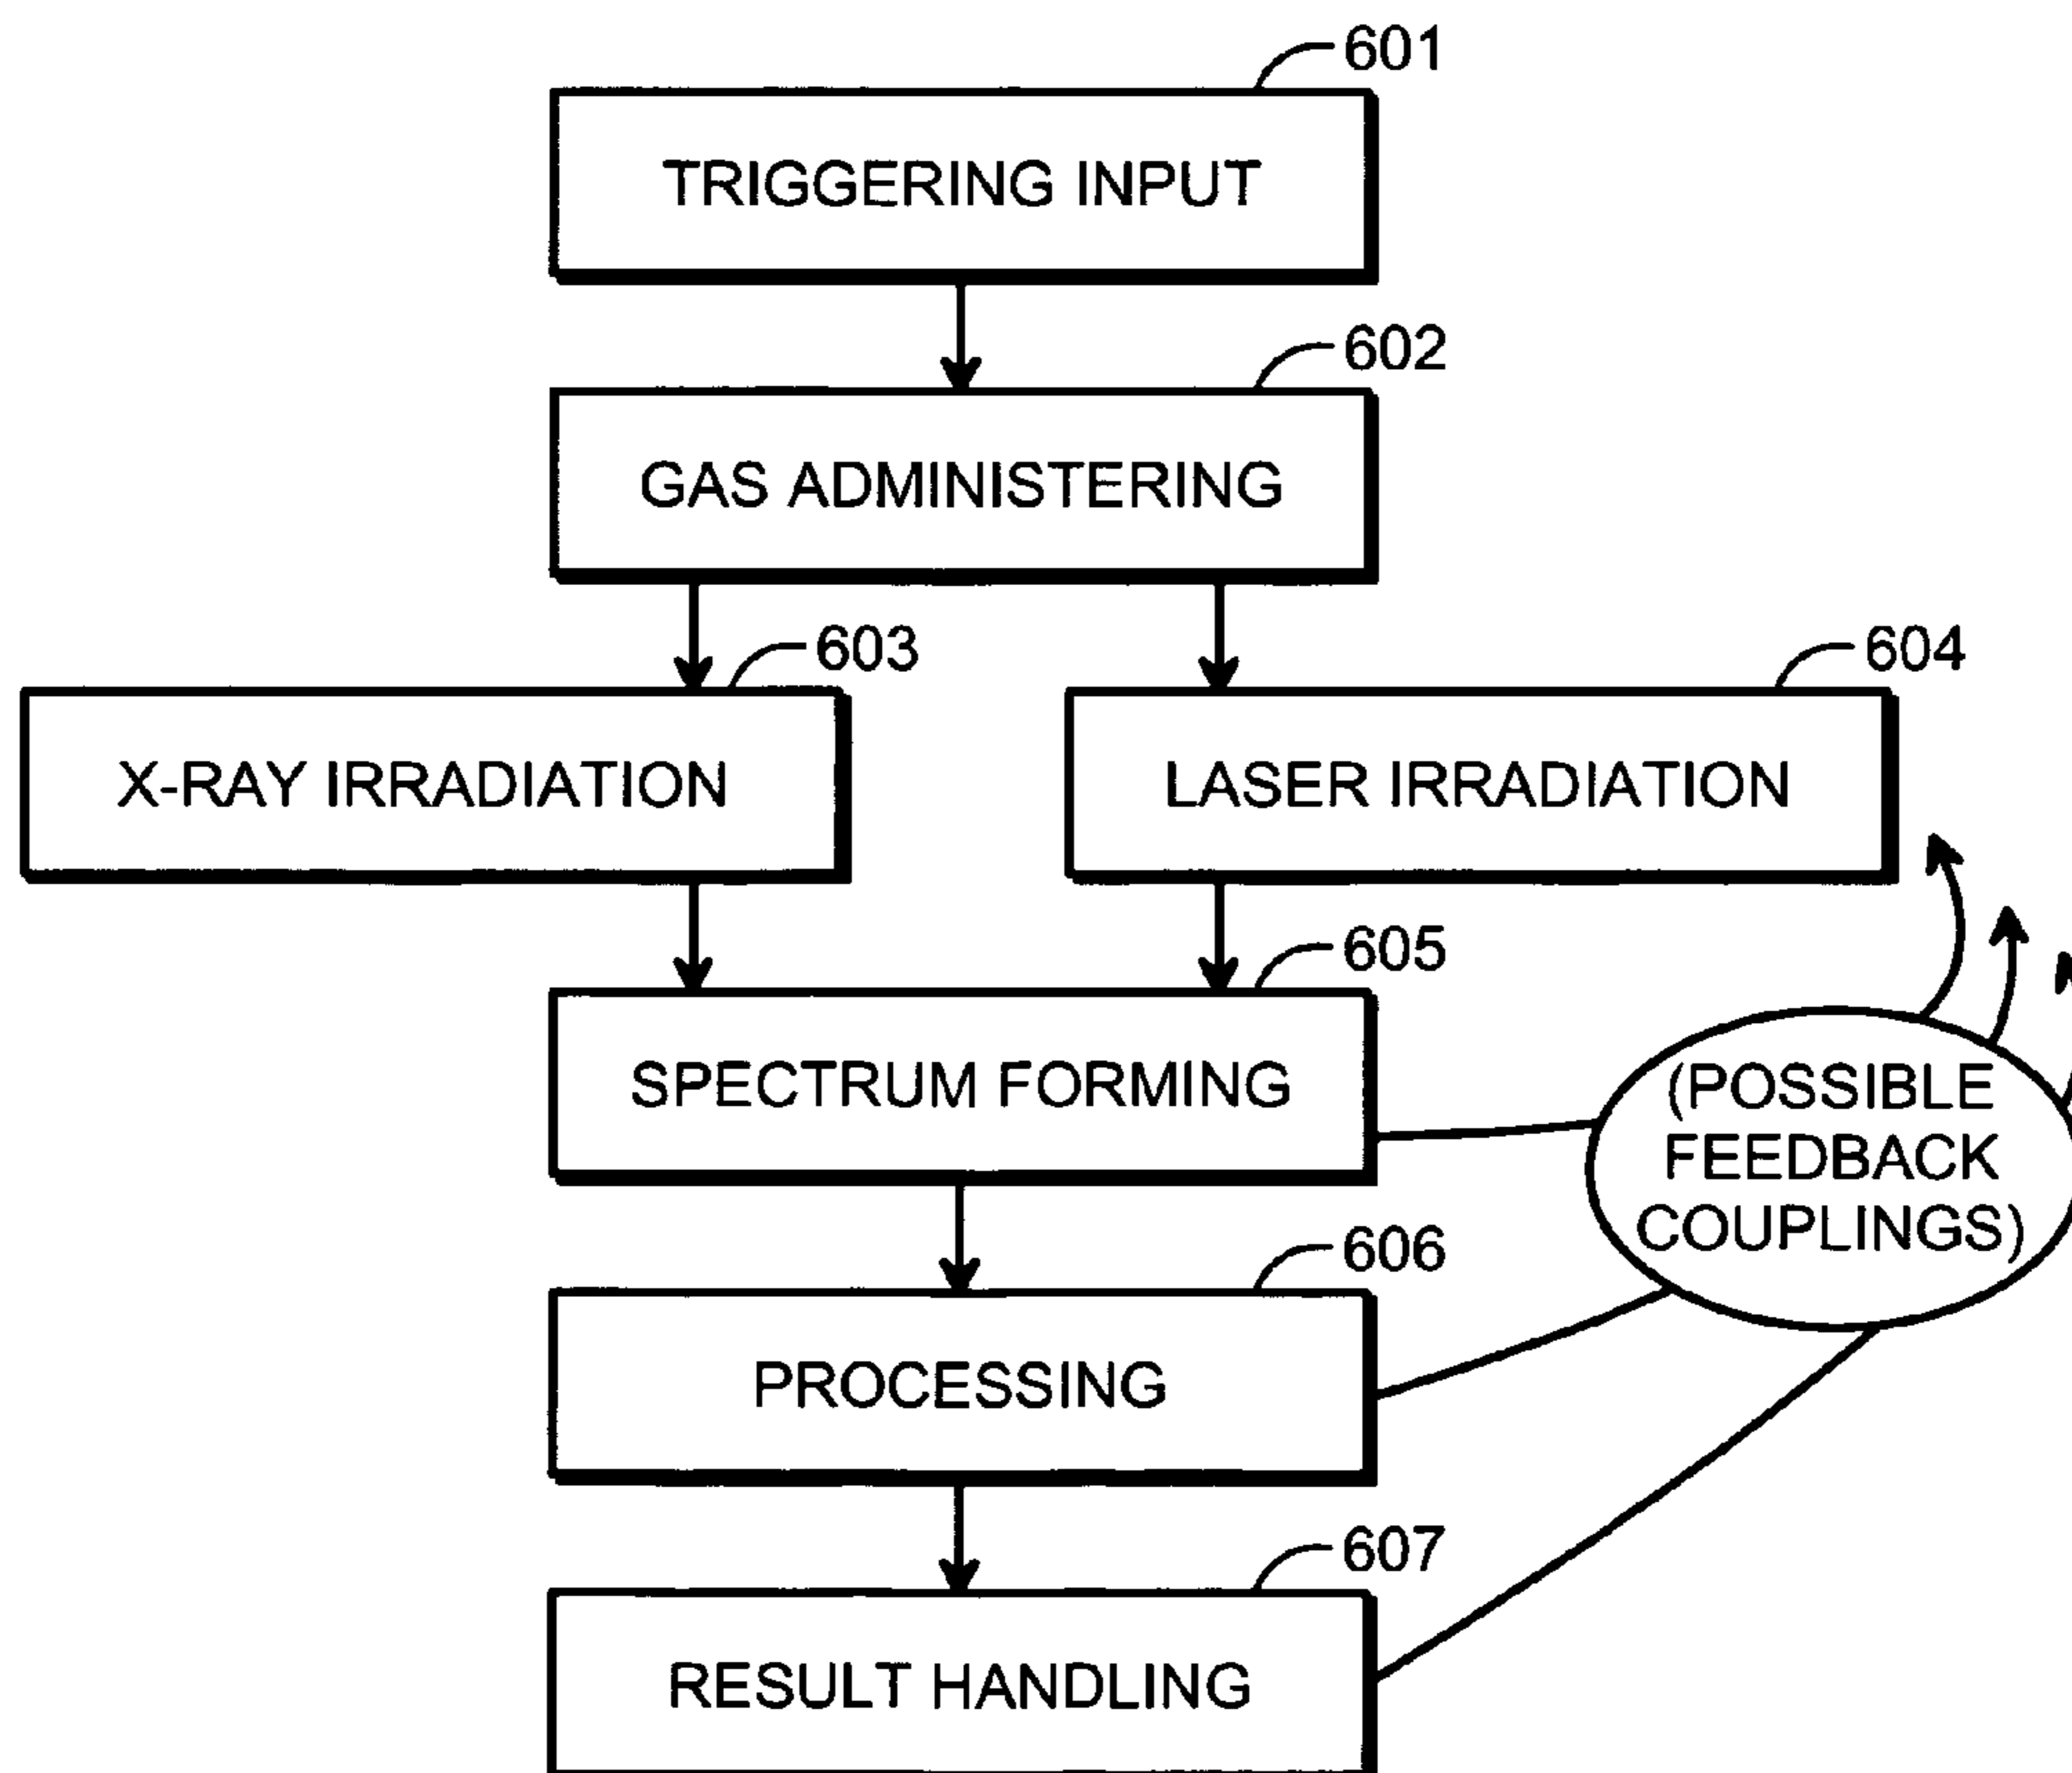 601
TRIGGERING INPUT
602
GAS ADMINISTERING
603
604
X-RAY IRRADIATION
LASER IRRADIATION
605
SPECTRUM FORMING
(POSSIBLE
FEEDBACK
COUPLINGS)
606
PROCESSING
607
RESULT HANDLING